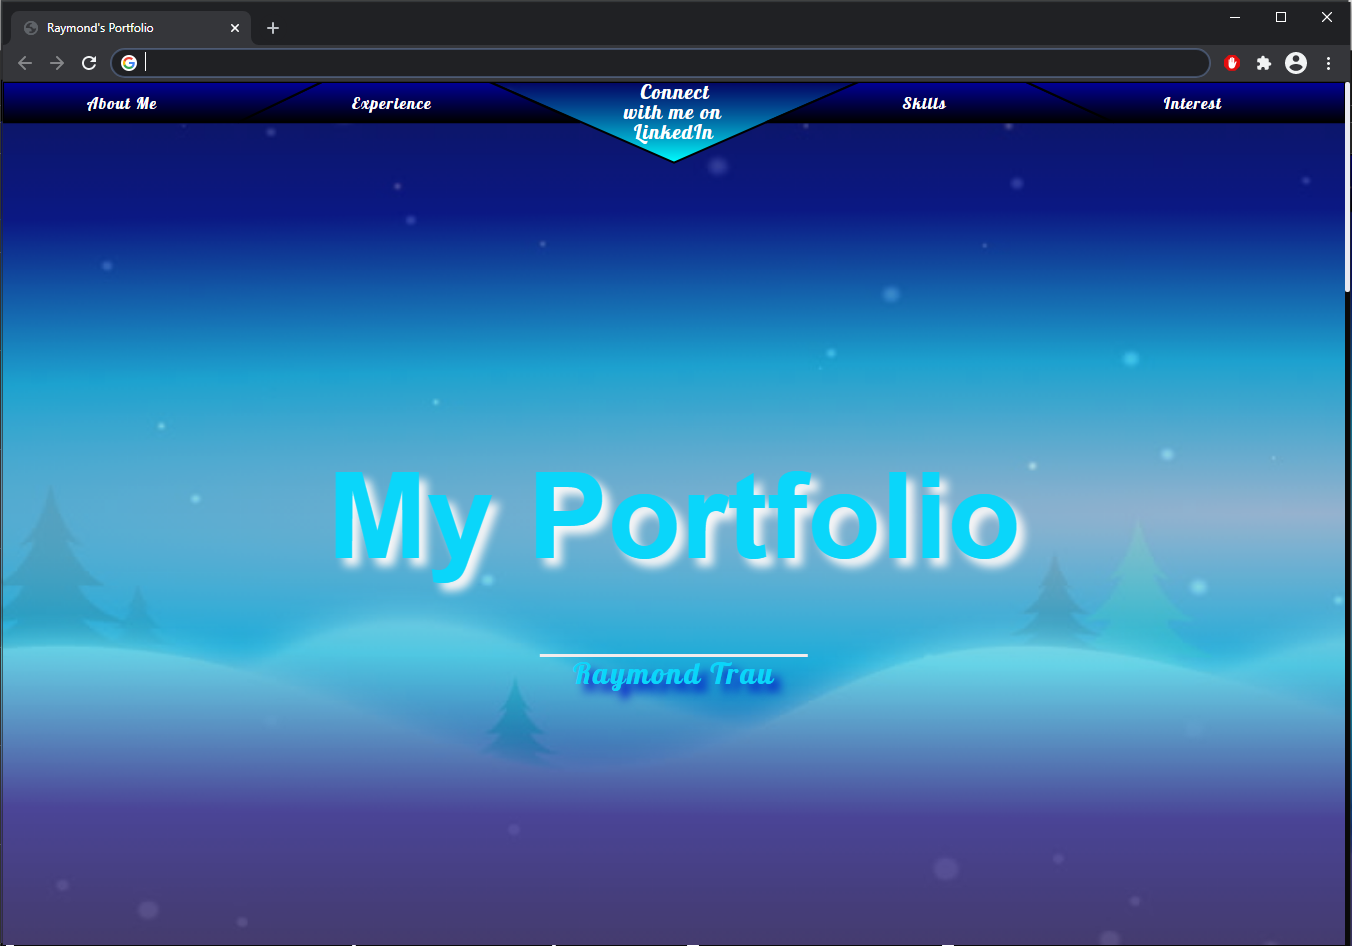 Raymond's Portfolio
About Me
Experience
Connect
with me on
LinkedIn
Skills
Interest
My Portfolio
Raymond Trau